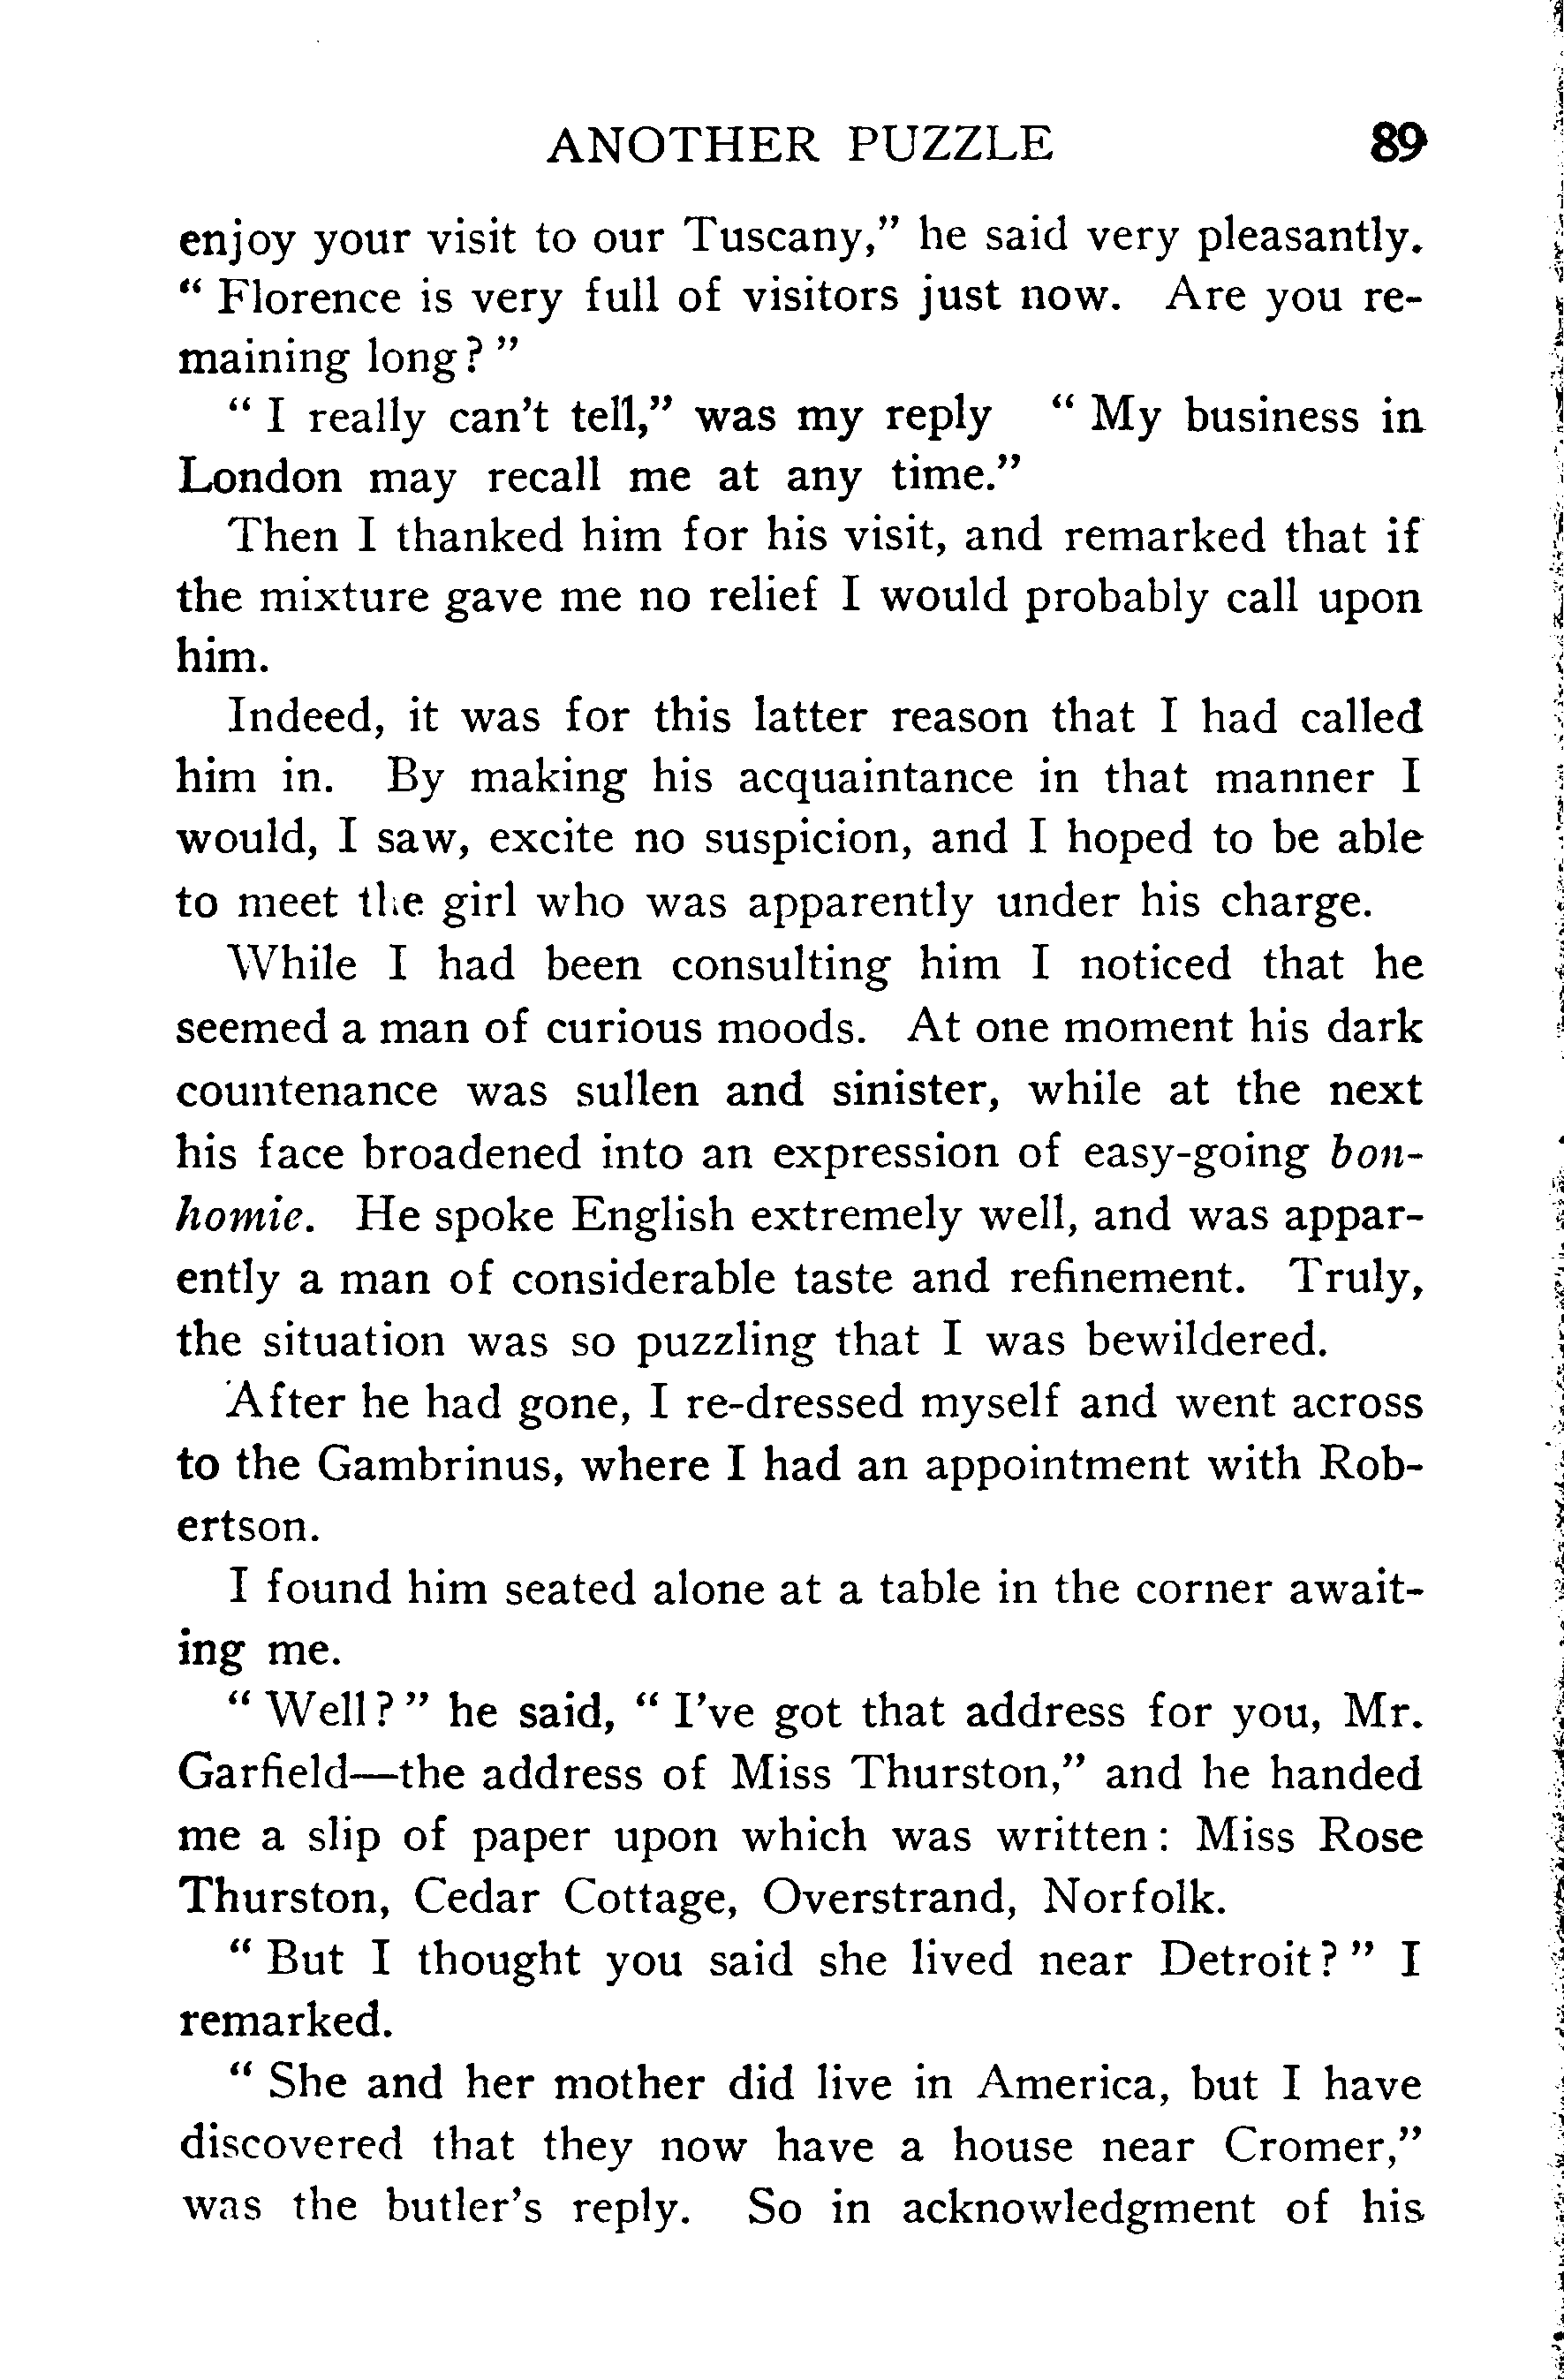 ANOTHER PUZZLE 89
enjoy your visit to our Tuscany,” he said very pleasantly.
“ Florence is very full of visitors just now. Are you re-
maining long? ”
“ I really can't tell,” was my reply “ My business in
London may recall me at any time.”
Then I thanked him for his visit, and remarked that if
the mixture gave me no relief I would probably call upon
him.
Indeed, it was for this latter reason that I had called
him in. By making his acquaintance in that manner I
would, I saw, excite no suspicion, and I hoped to be able
to meet the girl who was apparently under his charge.
While I had been consulting him I noticed that he
seemed a man of curious moods. At one moment his dark
countenance was sullen and sinister, while at the next
his face broadened into an expression of easy-going bon-
homie. He spoke English extremely well, and was appar-
ently a man of considerable taste and refinement. Truly,
the situation was so puzzling that I was bewildered.
After he had gone, I re-dressed myself and went across
to the Gambrinus, where I had an appointment with Rob-
ertson.
I found him seated alone at a table in the corner await-
ing me.
“ Well? ” he said, “ I've got that address for you, Mr.
Garfield—the address of Miss Thurston,” and he handed
me a slip of paper upon which was written: Miss Rose
Thurston, Cedar Cottage, Overstrand, Norfolk.
“ But I thought you said she lived near Detroit? ” I
remarked.
“ She and her mother did live in America, but I have
discovered that they now have a house near Cromer,”
was the butler's reply. So in acknowledgment of his